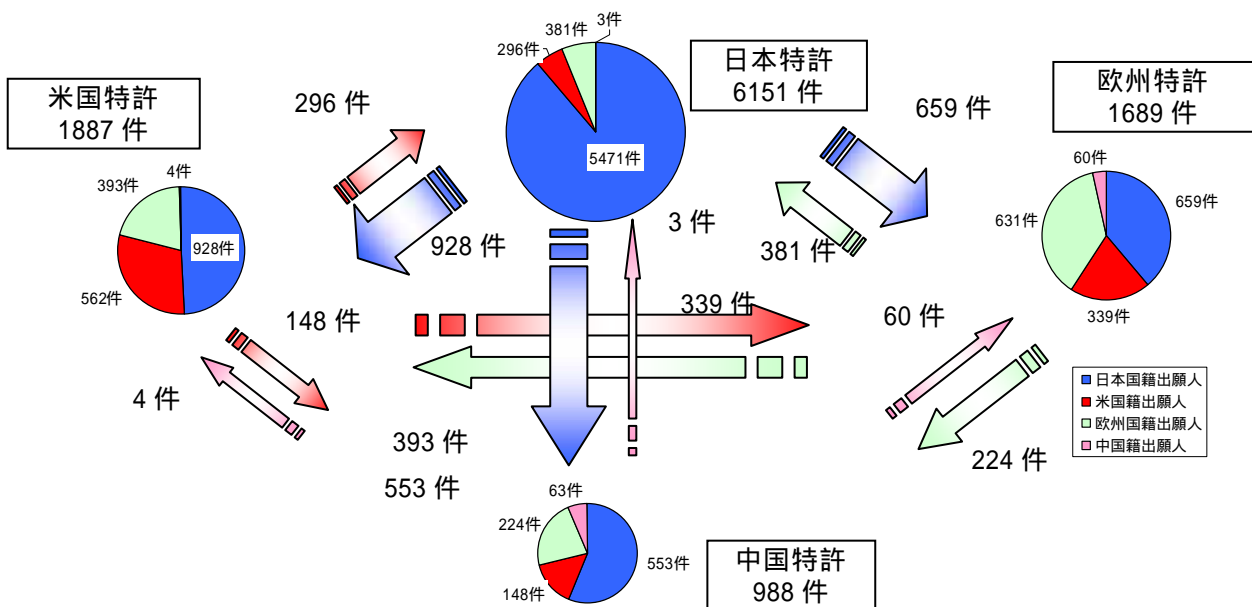 3件
381件
296件
5471件
日本特許
6151 件
米国特許
1887 件
欧州特許
1689 件
296 件
659 件
4件
393件
928件
562件
928 件
3 件
381 件
60件
631件
659件
339件
148 件
339 件
60 件
4 件
393 件
553 件
224 件
日本国籍出願人
米国籍出願人
欧州国籍出願人
中国籍出願人
63件
224件
553件
148件
中国特許
988 件